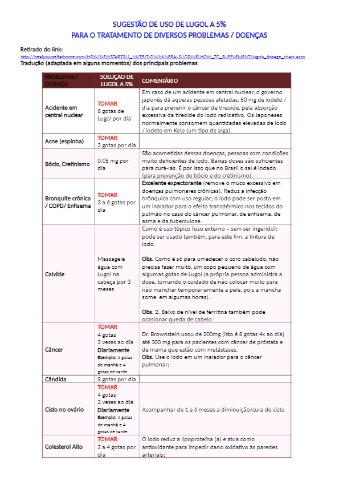 SUGESTÃO DE USO DE LUGOL A 5%
PARA O TRATAMENTO DE DIVERSOS PROBLEMAS / DOENÇAS
Retirado do link:
Tradução (adaptada em alguns momentos) dos principais problemas
PROBLEMA / DOENÇA
SOLUÇÃO DE LUGOL A 5%
COMENTÁRIO
Acidente em
central nuclear
TOMAR
8 gotas de
Lugol por dia
Em caso de um acidente em central nuclear, o governo
japonês dá aquelas pessoas afetadas, 50 mg de iodeto /
dia para prevenir o câncer de tireoide, pela absorção
excessiva da tireoide do iodo radioativo. Os Japoneses
normalmente consomem quantidades elevadas de iodo
/ iodeto em Kelp (um tipo de alga).
Acne (espinha)
TOMAR
2 gotas por dia
Bócio, Cretinismo
0.05 mg por
dia
São acometidas dessas doenças, pessoas com condições
muito deficientes de iodo. Baixas doses são suficientes
para curá-las. É por isso que no Brasil o sal é iodado
(para prevenção de bócio e do cretinismo).
Bronquite crônica
/ COPD/ Enfisema
TOMAR
3 a 6 gotas por
dia
Excelente expectorante (remove o muco excessivo em
doenças pulmonares crônicas). Reduz a infecção
brônquica com uso regular; o iodo pode ser posto em
um inalador para o efeito transdérmico nos tecidos do
pulmão no caso do câncer pulmonar, de enfisema, de
asma e da tuberculose.
Calvície
Massageie
água com
Lugol na
cabeça por 3
meses
Como é uso tópico (uso externo – sem ser ingerido):
pode ser usado também, para este fim, a tintura de
iodo.
Obs. Como é só para umedecer o coro cabeludo, não
precisa fazer muito, um copo pequeno de água com
algumas gotas de Lugol (a própria pessoa administra a
dose, tomando o cuidado de não colocar muito para
não manchar temporariamente a pele, pois a mancha
some em algumas horas).
Obs. 2. Baixo de nível de ferritina também pode
ocasionar queda de cabelo.
Câncer
TOMAR
4 gotas
2 vezes ao dia
Diariamente
Exemplo: 4 gotas
de manhã e 4
gotas de tarde
Dr. Brownstein usou de 200mg (isto é 8 gotas 4x ao dia)
até 300 mg para os pacientes com câncer de próstata e
de mama que estão com metástases.
Obs. Use o iodo em um inalador para o câncer
pulmonar;
Cândida
8 gotas por dia
Cisto no ovário
TOMAR
4 gotas
2 vezes ao dia
Diariamente
Exemplo: 4 gotas
de manhã e 4
gotas de tarde
Acompanhar de 1 a 6 meses a diminuição/cura do cisto
Colesterol Alto
TOMAR
2 a 4 gotas por
dia
O iodo reduz a lipoproteína (a) e atua como
antioxidante para impedir dano oxidativo às paredes
arteriais;